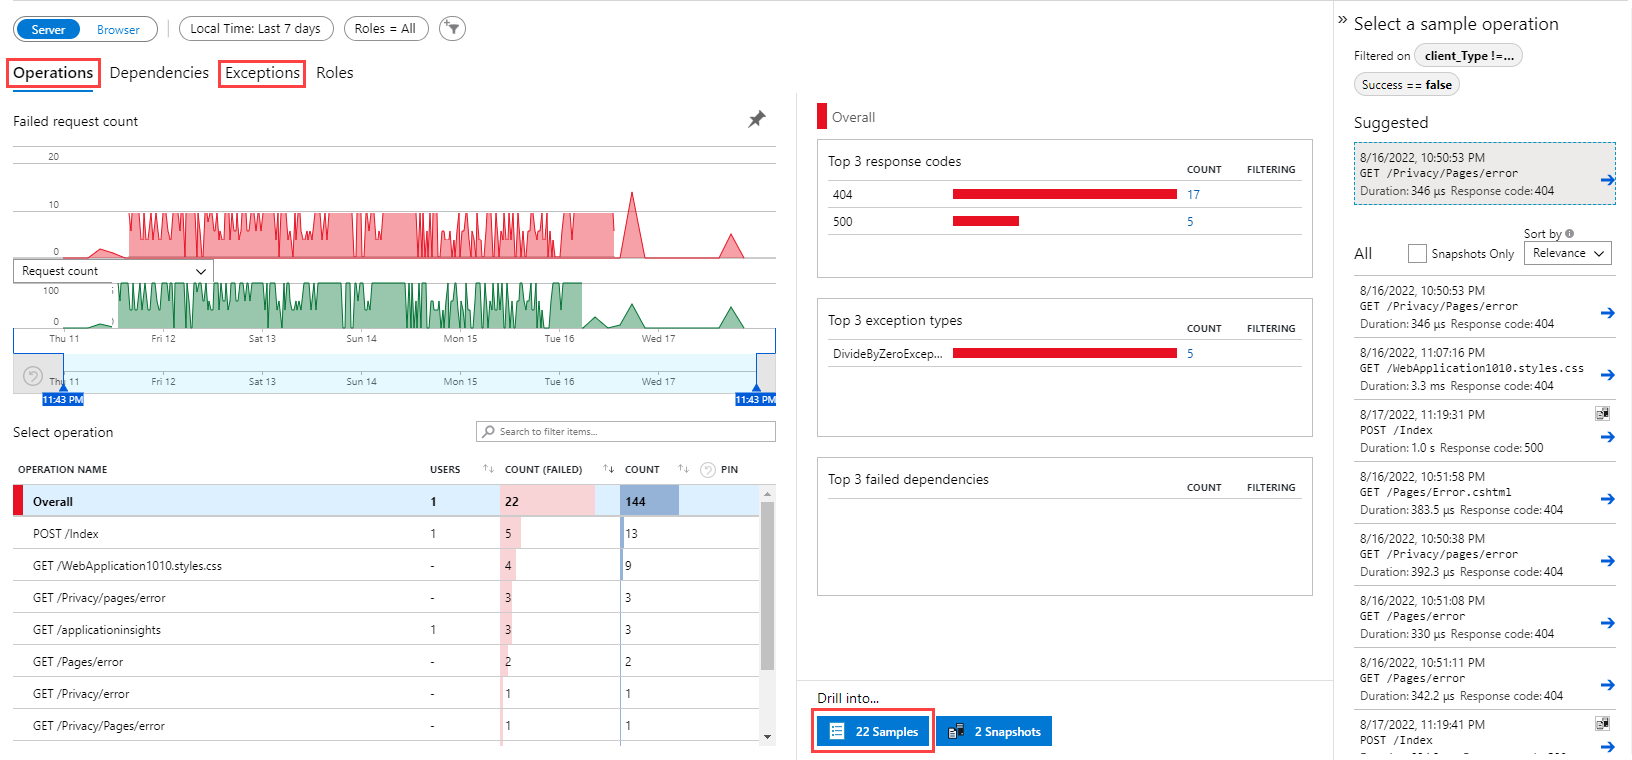 Server Browser Local Time: Last 7 days Roles = All
Operations Dependencies Exceptions Roles
Failed request count
20
10
0
Request count
100
0
Thu 11 Fri 12 Sat 13 Sun 14 Mon 15 Tue 16 Wed 17
Thu 11 Fri 12 Sat 13 Sun 14 Mon 15 Tue 16 Wed 17
11:43 PM 11:43 PM
Select operation Search to filter items...
OPERATION NAME USERS COUNT (FAILED) COUNT PIN
Overall 1 22 144
POST /Index 1 5 13
GET /WebApplication1010.styles.css - 4 9
GET /Privacy/pages/error - 3 3
GET /applicationinsights 1 3 3
GET /Pages/error - 2 2
GET /Privacy/error - 1 1
GET /Privacy/Pages/error - 1 1
Overall
Top 3 response codes COUNT FILTERING
404 17
500 5
Top 3 exception types COUNT FILTERING
DivideByZeroExcep... 5
Top 3 failed dependencies COUNT FILTERING
Drill into...
22 Samples 2 Snapshots
» Select a sample operation
Filtered on client_Type !=...
Success == false
Suggested
8/16/2022, 10:50:53 PM
GET /Privacy/Pages/error
Duration: 346 µs Response code: 404
Sort by
All Snapshots Only Relevance
8/16/2022, 10:50:53 PM
GET /Privacy/Pages/error
Duration: 346 µs Response code: 404
8/16/2022, 11:07:16 PM
GET /WebApplication1010.styles.css
Duration: 3.3 ms Response code: 404
8/17/2022, 11:19:31 PM
POST /Index
Duration: 1.0 s Response code: 500
8/16/2022, 10:51:58 PM
GET /Pages/Error.cshtml
Duration: 383.5 µs Response code: 404
8/16/2022, 10:50:38 PM
GET /Privacy/pages/error
Duration: 392.3 µs Response code: 404
8/16/2022, 10:51:08 PM
GET /Pages/error
Duration: 330 µs Response code: 404
8/16/2022, 10:51:11 PM
GET /Pages/error
Duration: 342.2 µs Response code: 404
8/17/2022, 11:19:41 PM
POST /Index